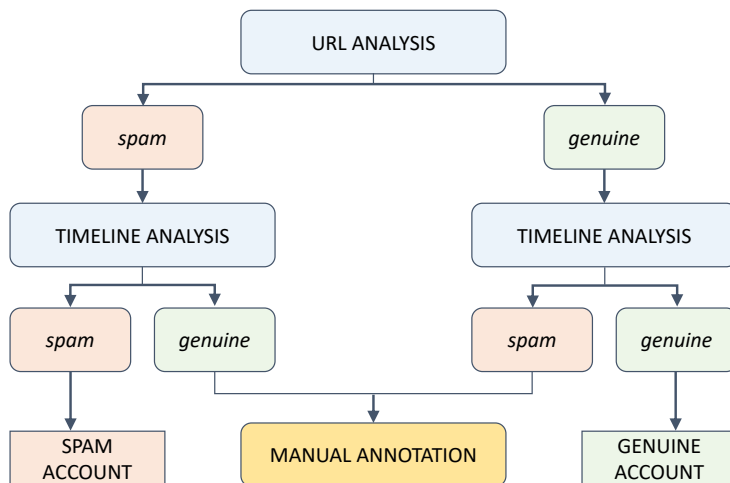 URL ANALYSIS
spam
genuine
TIMELINE ANALYSIS
TIMELINE ANALYSIS
spam
genuine
spam
genuine
SPAM
ACCOUNT
MANUAL ANNOTATION
GENUINE
ACCOUNT